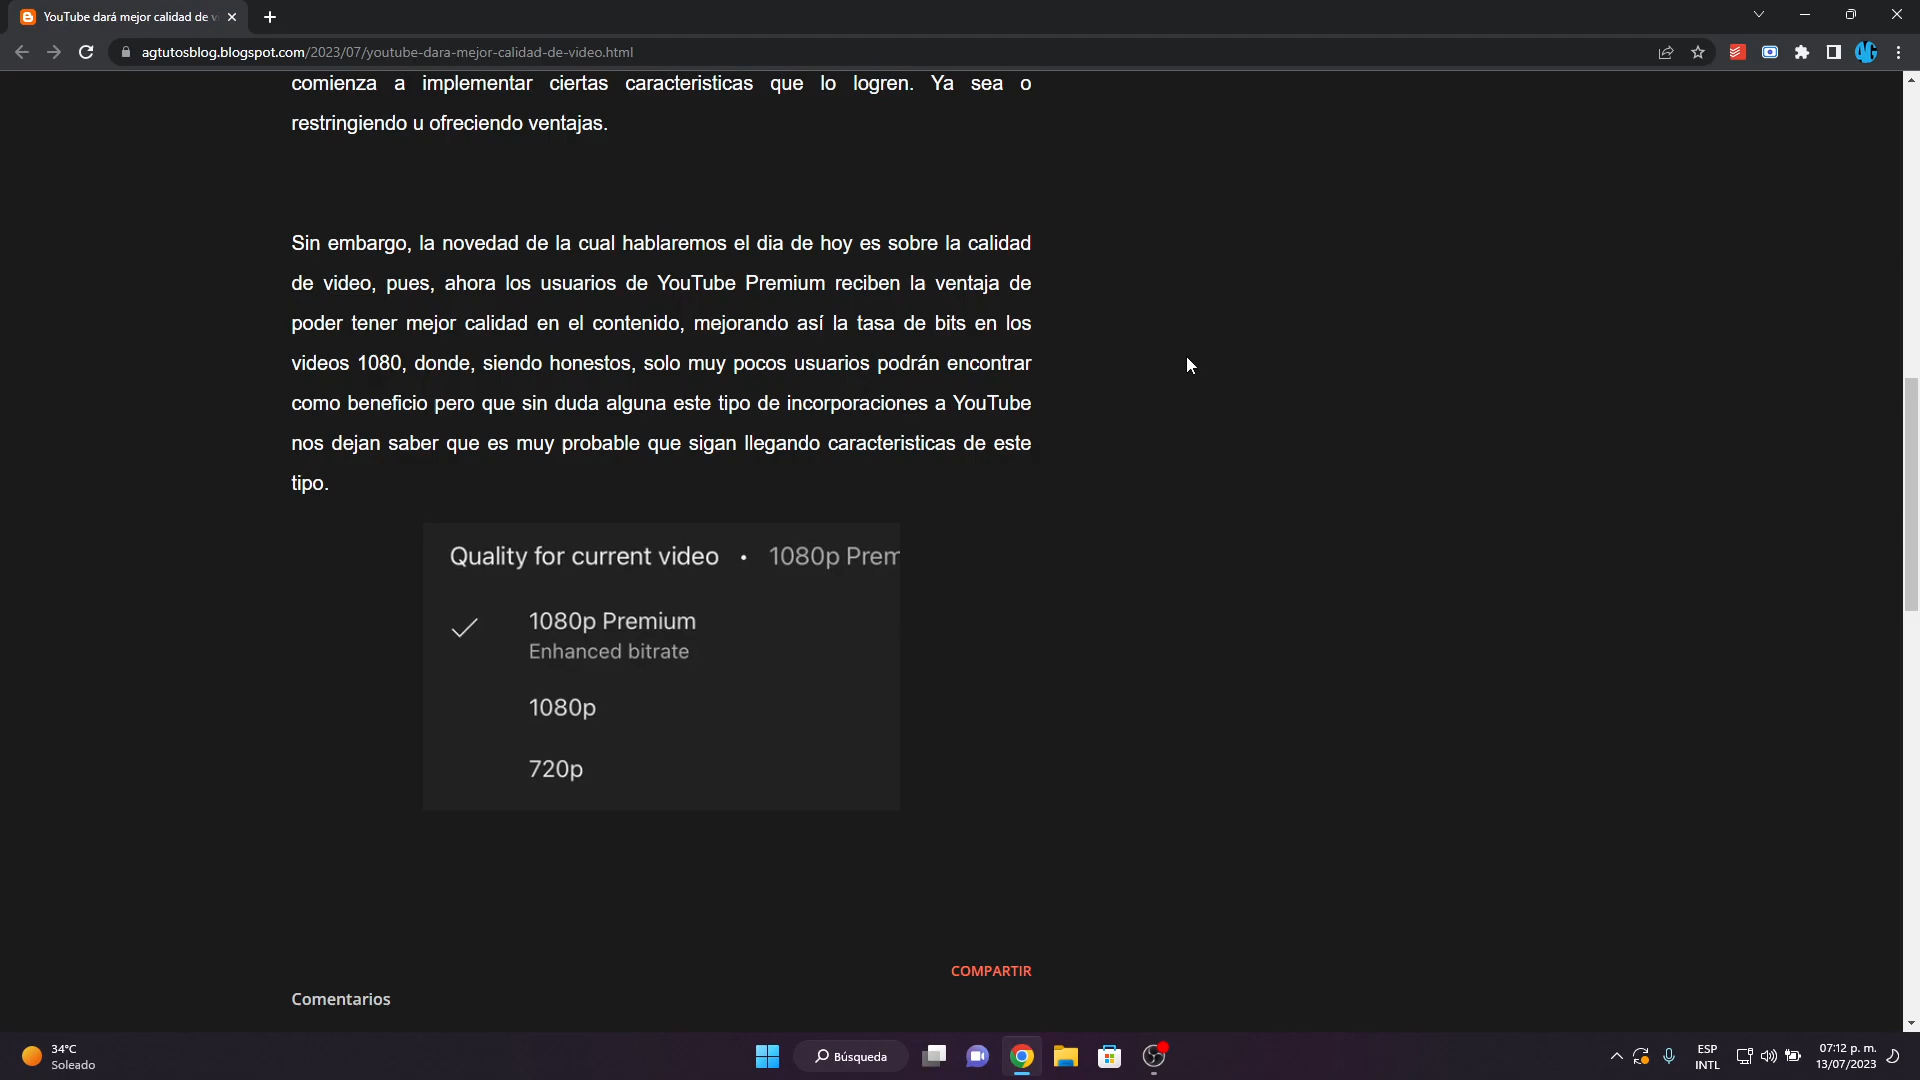 YouTube dará mejor calidad de v
agtutosblog.blogspot.com/2023/07/youtube-dara-mejor-calidad-de-video.html
comienza a implementar ciertas caracteristicas que lo logren. Ya sea o
restringiendo u ofreciendo ventajas.
Sin embargo, la novedad de la cual hablaremos el dia de hoy es sobre la calidad
de video, pues, ahora los usuarios de YouTube Premium reciben la ventaja de
poder tener mejor calidad en el contenido, mejorando así la tasa de bits en los
videos 1080, donde, siendo honestos, solo muy pocos usuarios podrán encontrar
como beneficio pero que sin duda alguna este tipo de incorporaciones a YouTube
nos dejan saber que es muy probable que sigan llegando caracteristicas de este
tipo.
Quality for current video • 1080p Prem
1080p Premium
Enhanced bitrate
1080p
720p
COMPARTIR
Comentarios
34°C
Soleado
Búsqueda
ESP
INTL
07:12 p. m.
13/07/2023